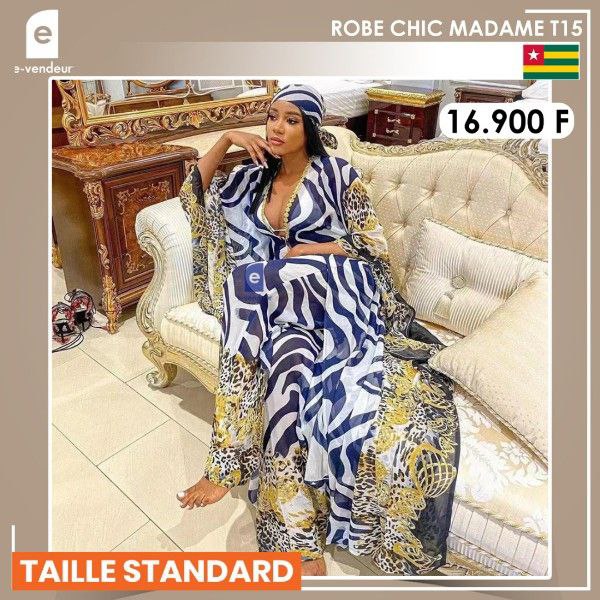 e
e-vendeur
ROBE CHIC MADAME T15
16.900 F
e
TAILLE STANDARD